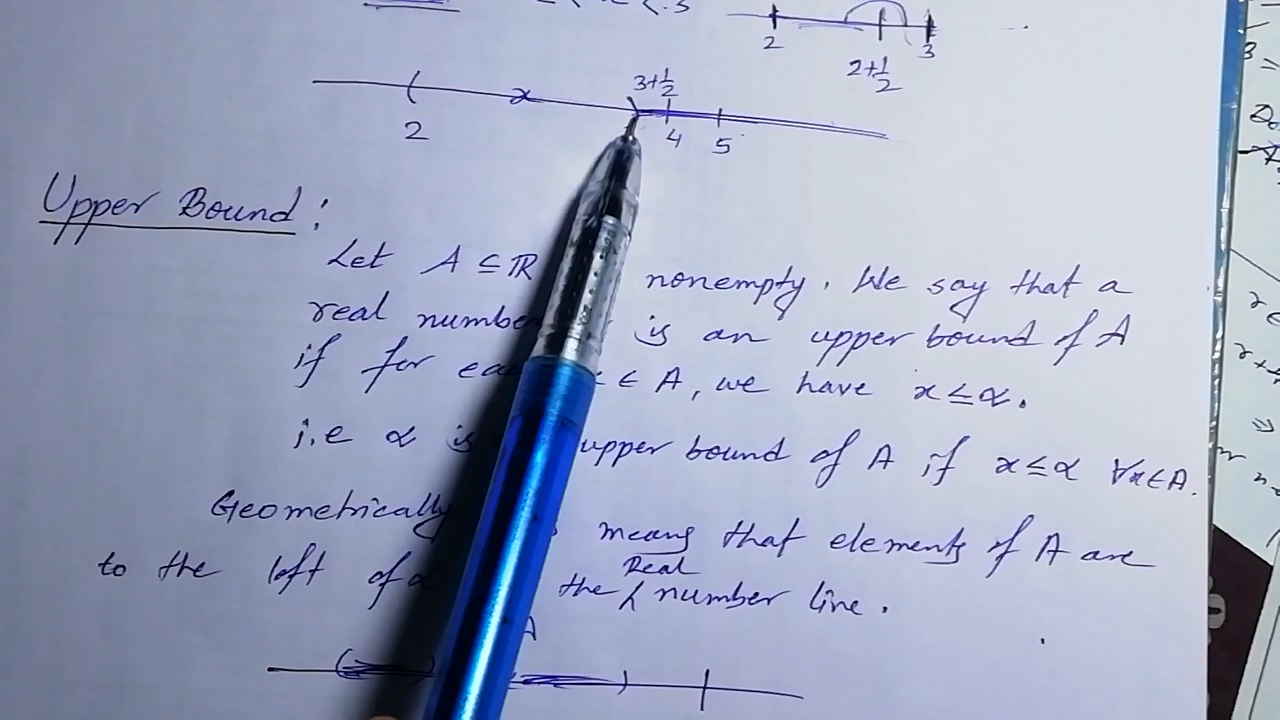 2 3
2+1/2
3+1/2
2 4 5
Upper Bound :
Let A ⊆ ℝ nonempty. We say that a
real number is an upper bound of A
if for ∈ A, we have x ≤ α.
i.e α is upper bound of A if x ≤ α ∀x∈A.
Geometrically means that elements of A are
to the left of α the Real number line.
A